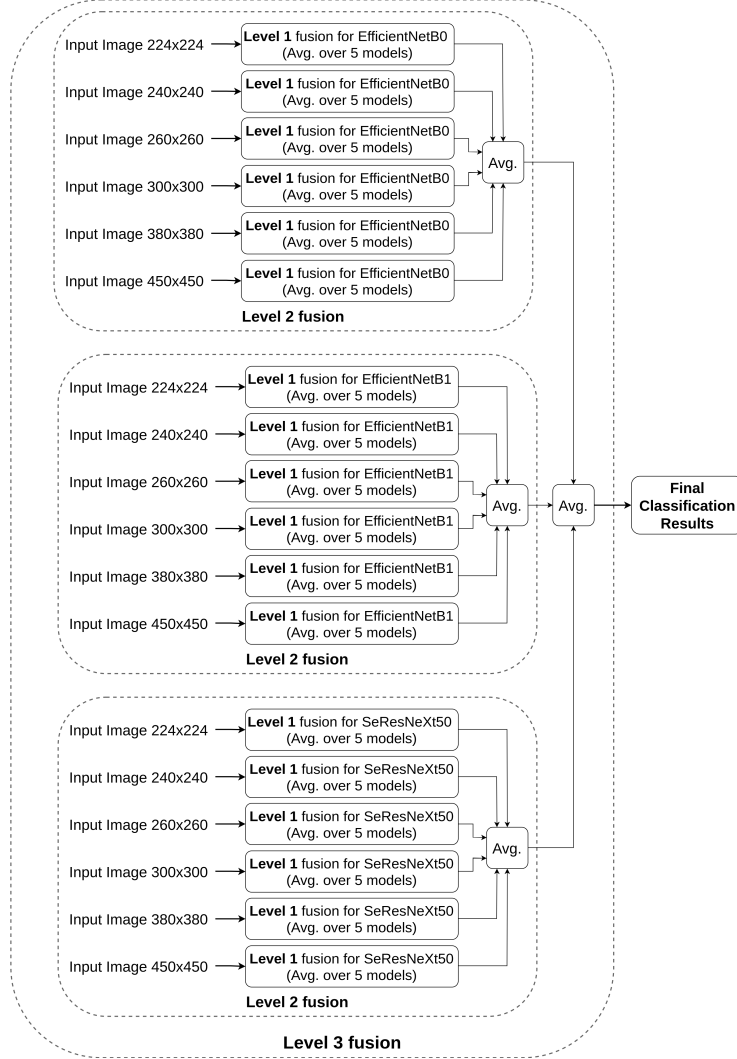 Input Image 224x224
Level 1 fusion for EfficientNetB0
(Avg. over 5 models)
Input Image 240x240
Level 1 fusion for EfficientNetB0
(Avg. over 5 models)
Input Image 260x260
Level 1 fusion for EfficientNetB0
(Avg. over 5 models)
Avg.
Input Image 300x300
Level 1 fusion for EfficientNetB0
(Avg. over 5 models)
Input Image 380x380
Level 1 fusion for EfficientNetB0
(Avg. over 5 models)
Input Image 450x450
Level 1 fusion for EfficientNetB0
(Avg. over 5 models)
Level 2 fusion
Input Image 224x224
Level 1 fusion for EfficientNetB1
(Avg. over 5 models)
Input Image 240x240
Level 1 fusion for EfficientNetB1
(Avg. over 5 models)
Input Image 260x260
Level 1 fusion for EfficientNetB1
(Avg. over 5 models)
Avg.
Avg.
Final
Classification
Results
Input Image 300x300
Level 1 fusion for EfficientNetB1
(Avg. over 5 models)
Input Image 380x380
Level 1 fusion for EfficientNetB1
(Avg. over 5 models)
Input Image 450x450
Level 1 fusion for EfficientNetB1
(Avg. over 5 models)
Level 2 fusion
Input Image 224x224
Level 1 fusion for SeResNeXt50
(Avg. over 5 models)
Input Image 240x240
Level 1 fusion for SeResNeXt50
(Avg. over 5 models)
Input Image 260x260
Level 1 fusion for SeResNeXt50
(Avg. over 5 models)
Avg.
Input Image 300x300
Level 1 fusion for SeResNeXt50
(Avg. over 5 models)
Input Image 380x380
Level 1 fusion for SeResNeXt50
(Avg. over 5 models)
Input Image 450x450
Level 1 fusion for SeResNeXt50
(Avg. over 5 models)
Level 2 fusion
Level 3 fusion